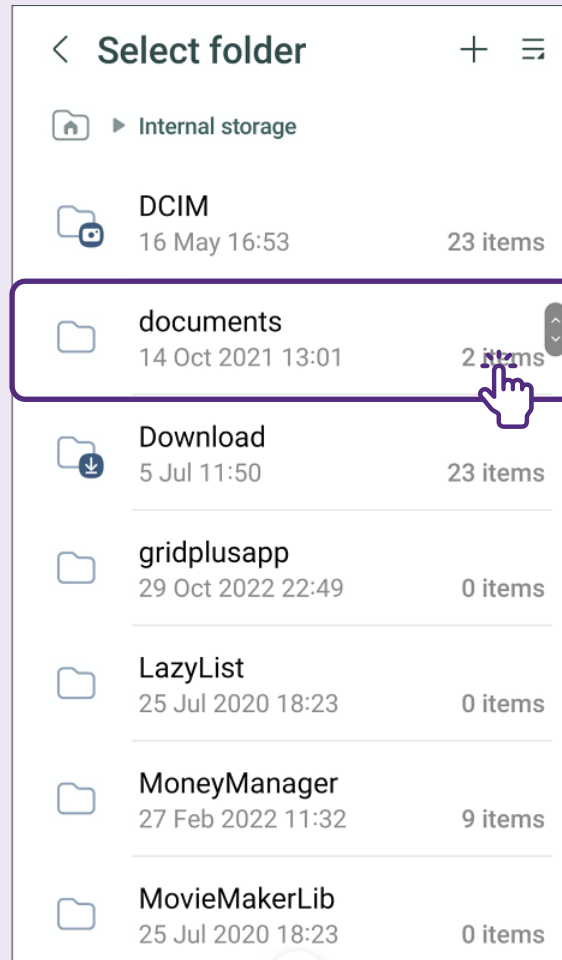 Select folder
Internal storage
DCIM
16 May 16:53 23 items
documents
14 Oct 2021 13:01 2 items
Download
5 Jul 11:50 23 items
gridplusapp
29 Oct 2022 22:49 0 items
LazyList
25 Jul 2020 18:23 0 items
MoneyManager
27 Feb 2022 11:32 9 items
MovieMakerLib
25 Jul 2020 18:23 0 items